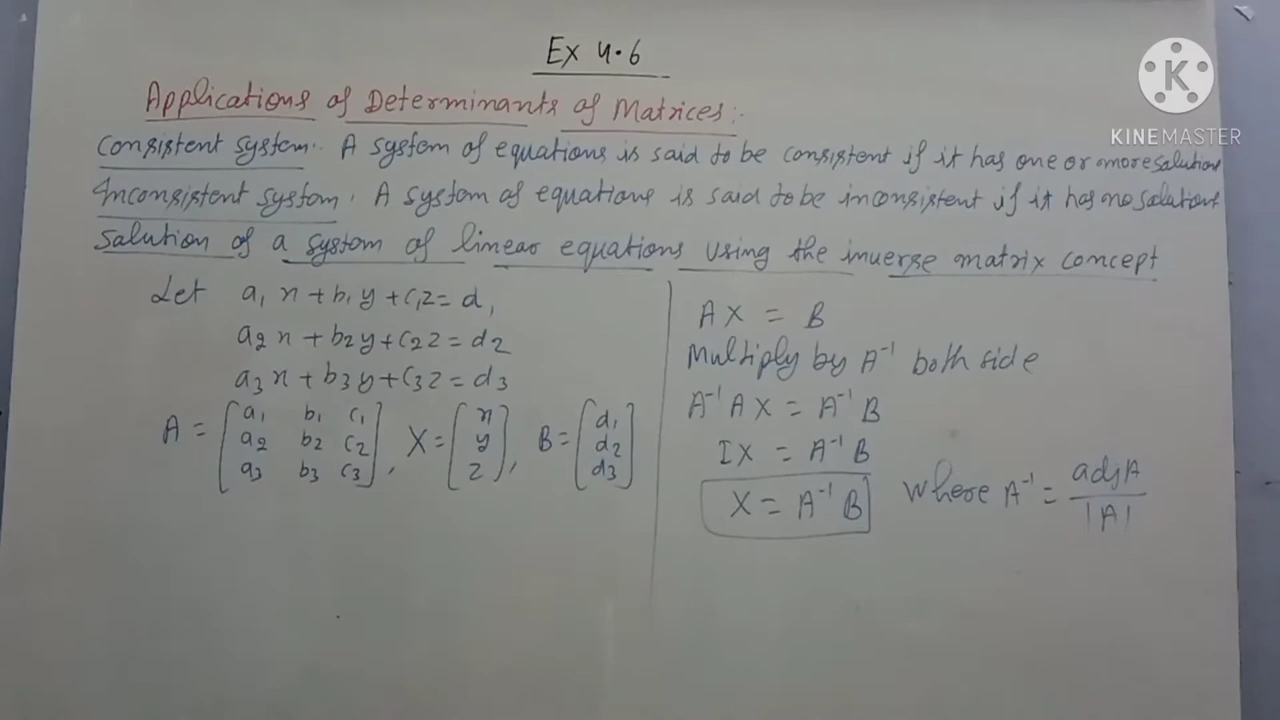 Ex 4.6
Applications of Determinants of Matrices:
KINEMASTER
Consistent system. A system of equations is said to be consistent if it has one or more solution
Inconsistent system. A system of equations is said to be inconsistent if it has no solution
Solution of a system of linear equations using the inverse matrix concept
Let a₁x + b₁y + c₁z = d₁
a₂x + b₂y + c₂z = d₂
a₃x + b₃y + c₃z = d₃
A = [a₁ b₁ c₁
a₂ b₂ c₂
a₃ b₃ c₃], X = [x
y
z], B = [d₁
d₂
d₃]
AX = B
Multiply by A⁻¹ both side
A⁻¹AX = A⁻¹B
IX = A⁻¹B
X = A⁻¹B where A⁻¹ = adjA / |A|